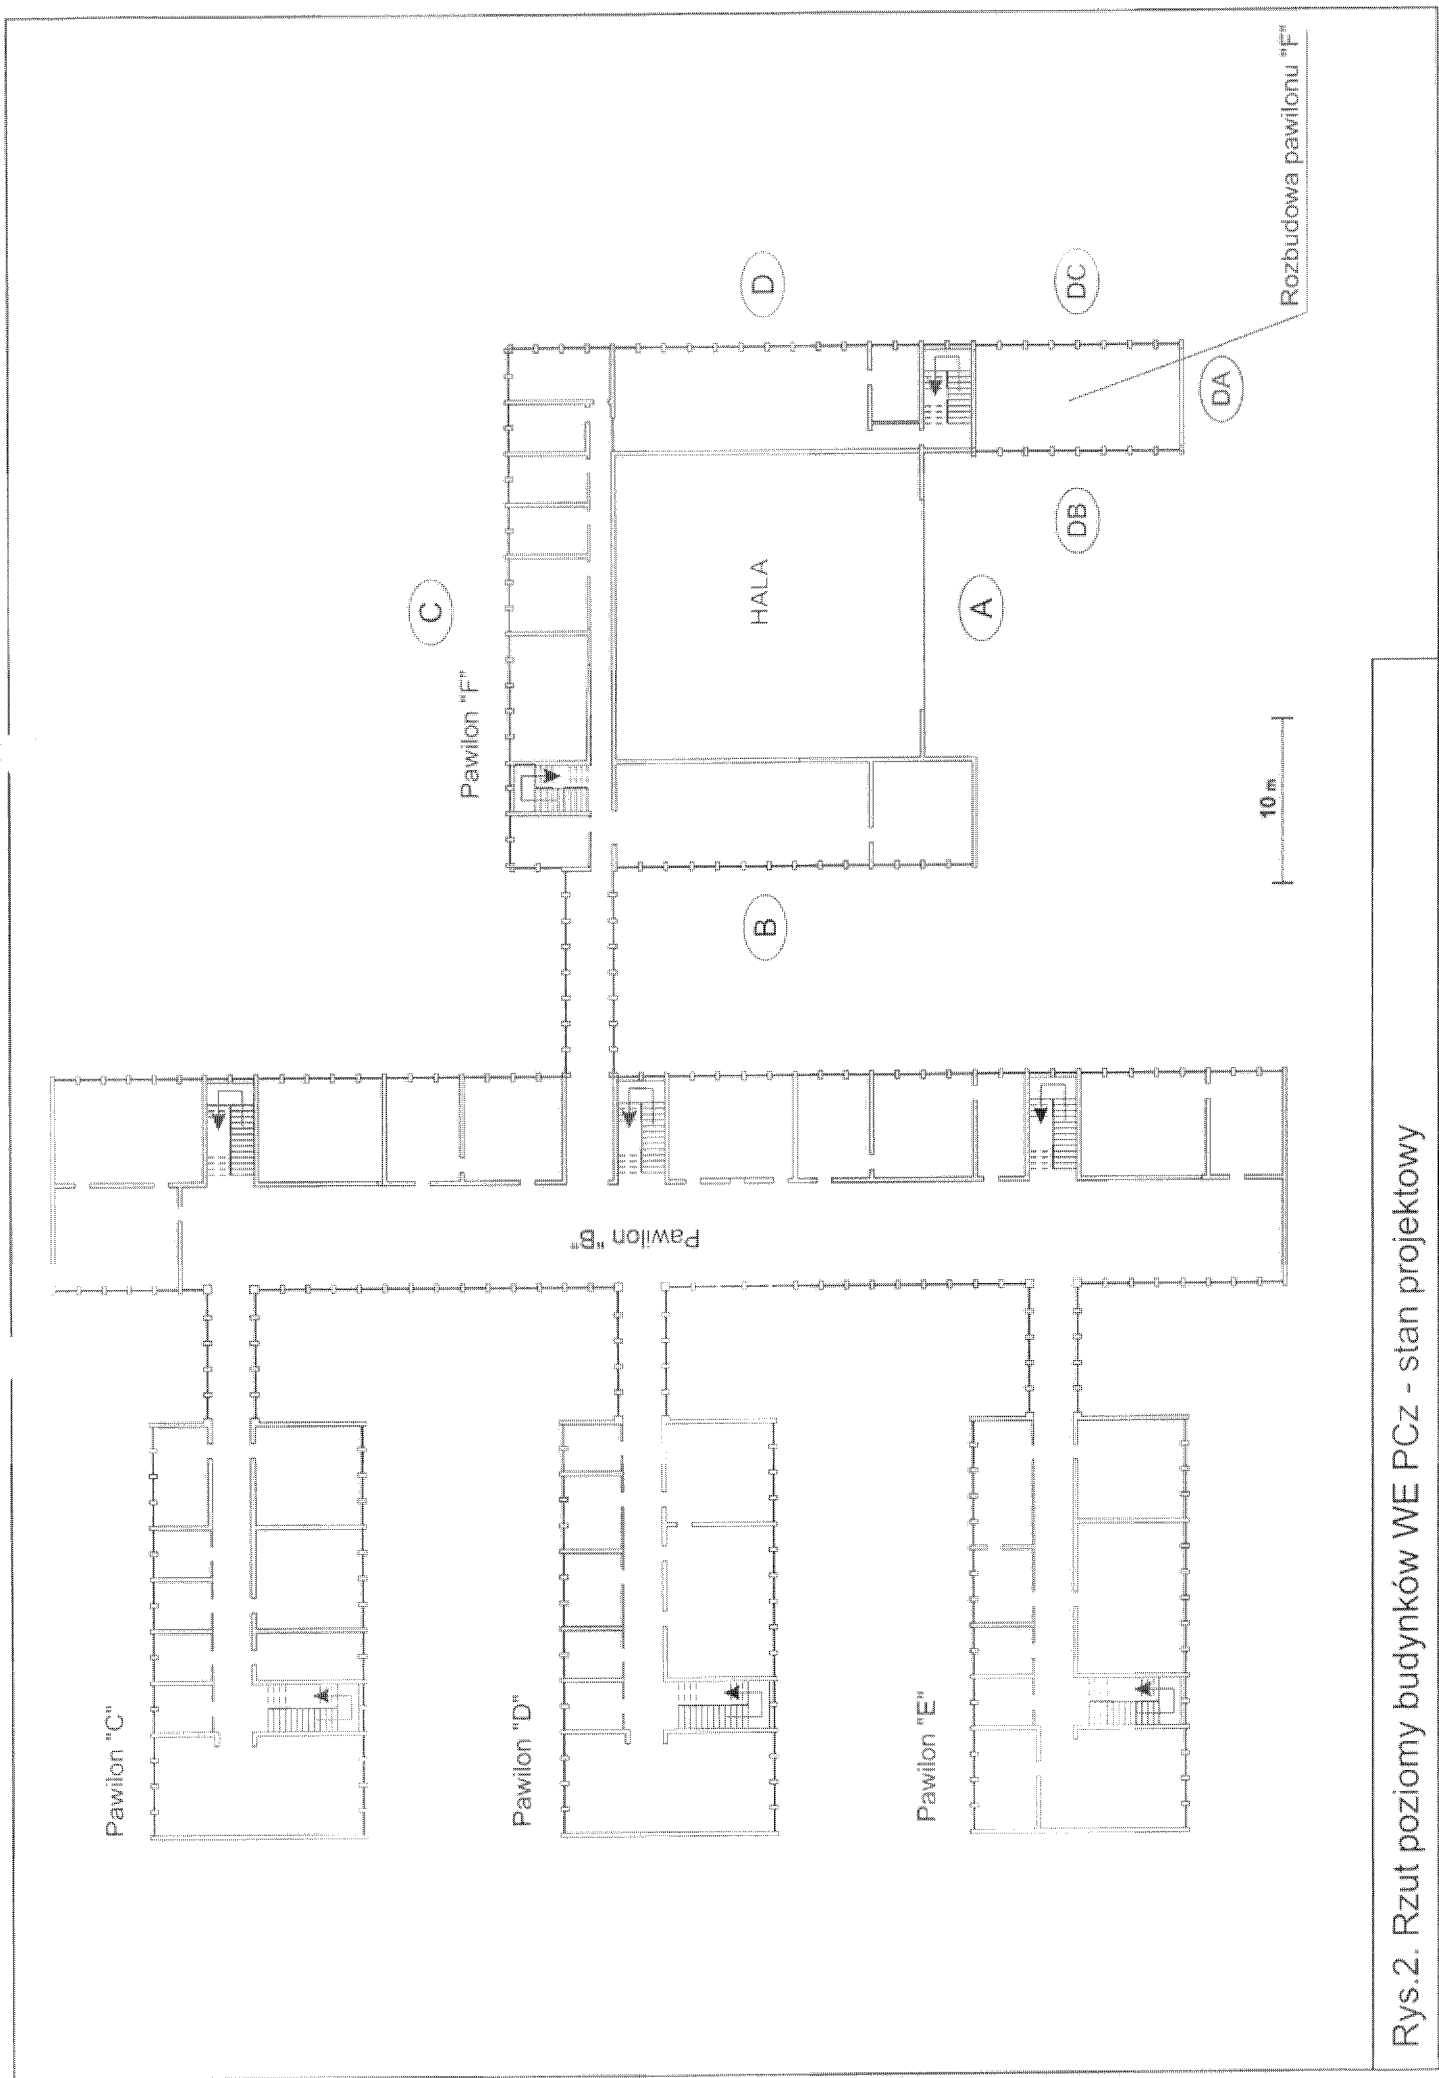 Pawilon "C"
Pawilon "D"
Pawilon "E"
Pawilon "B"
Pawilon "F"
C
HALA
B
A
D
DB
DA
DC
Rozbudowa pawilonu "F"
10 m
Rys.2. Rzut poziomy budynków WE PCz - stan projektowy